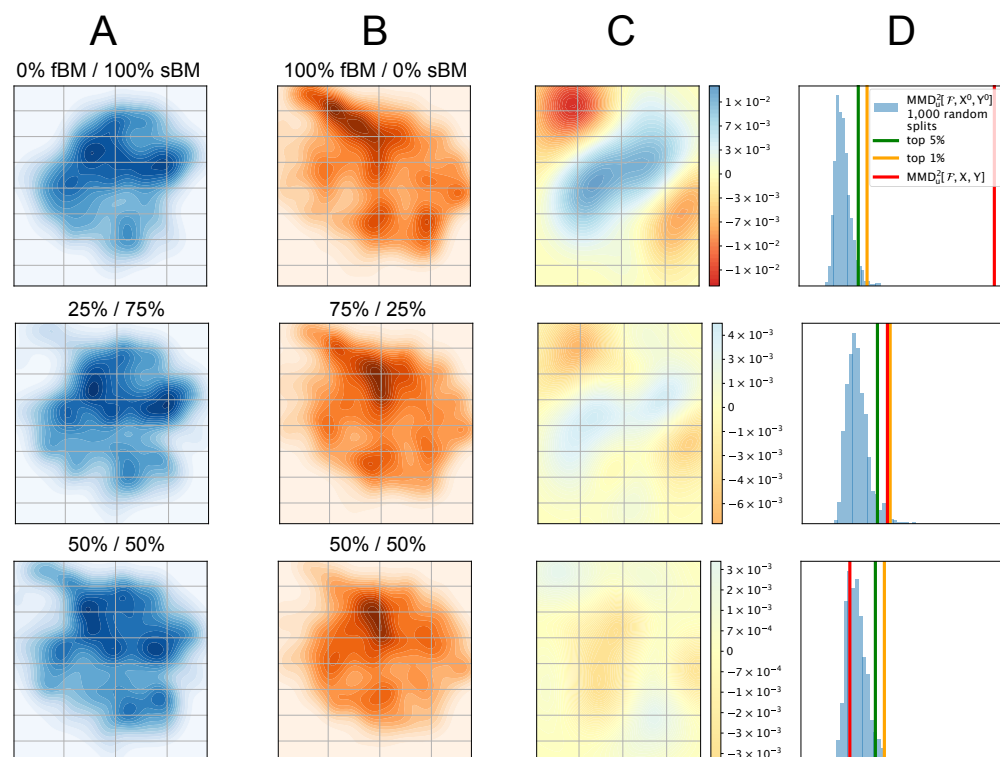 A
B
C
D
0% fBM / 100% sBM
100% fBM / 0% sBM
1 × 10⁻²
7 × 10⁻³
3 × 10⁻³
0
−3 × 10⁻³
−7 × 10⁻³
−1 × 10⁻²
−1 × 10⁻²
MMD²ᵤ[ ℱ, X⁰, Y⁰]
1,000 random
splits
top 5%
top 1%
MMD²ᵤ[ ℱ, X, Y]
25% / 75%
75% / 25%
4 × 10⁻³
3 × 10⁻³
1 × 10⁻³
0
−1 × 10⁻³
−3 × 10⁻³
−4 × 10⁻³
−6 × 10⁻³
50% / 50%
50% / 50%
3 × 10⁻³
1 × 10⁻³
7 × 10⁻⁴
0
−7 × 10⁻⁴
−1 × 10⁻³
−2 × 10⁻³
−3 × 10⁻³
−3 × 10⁻³